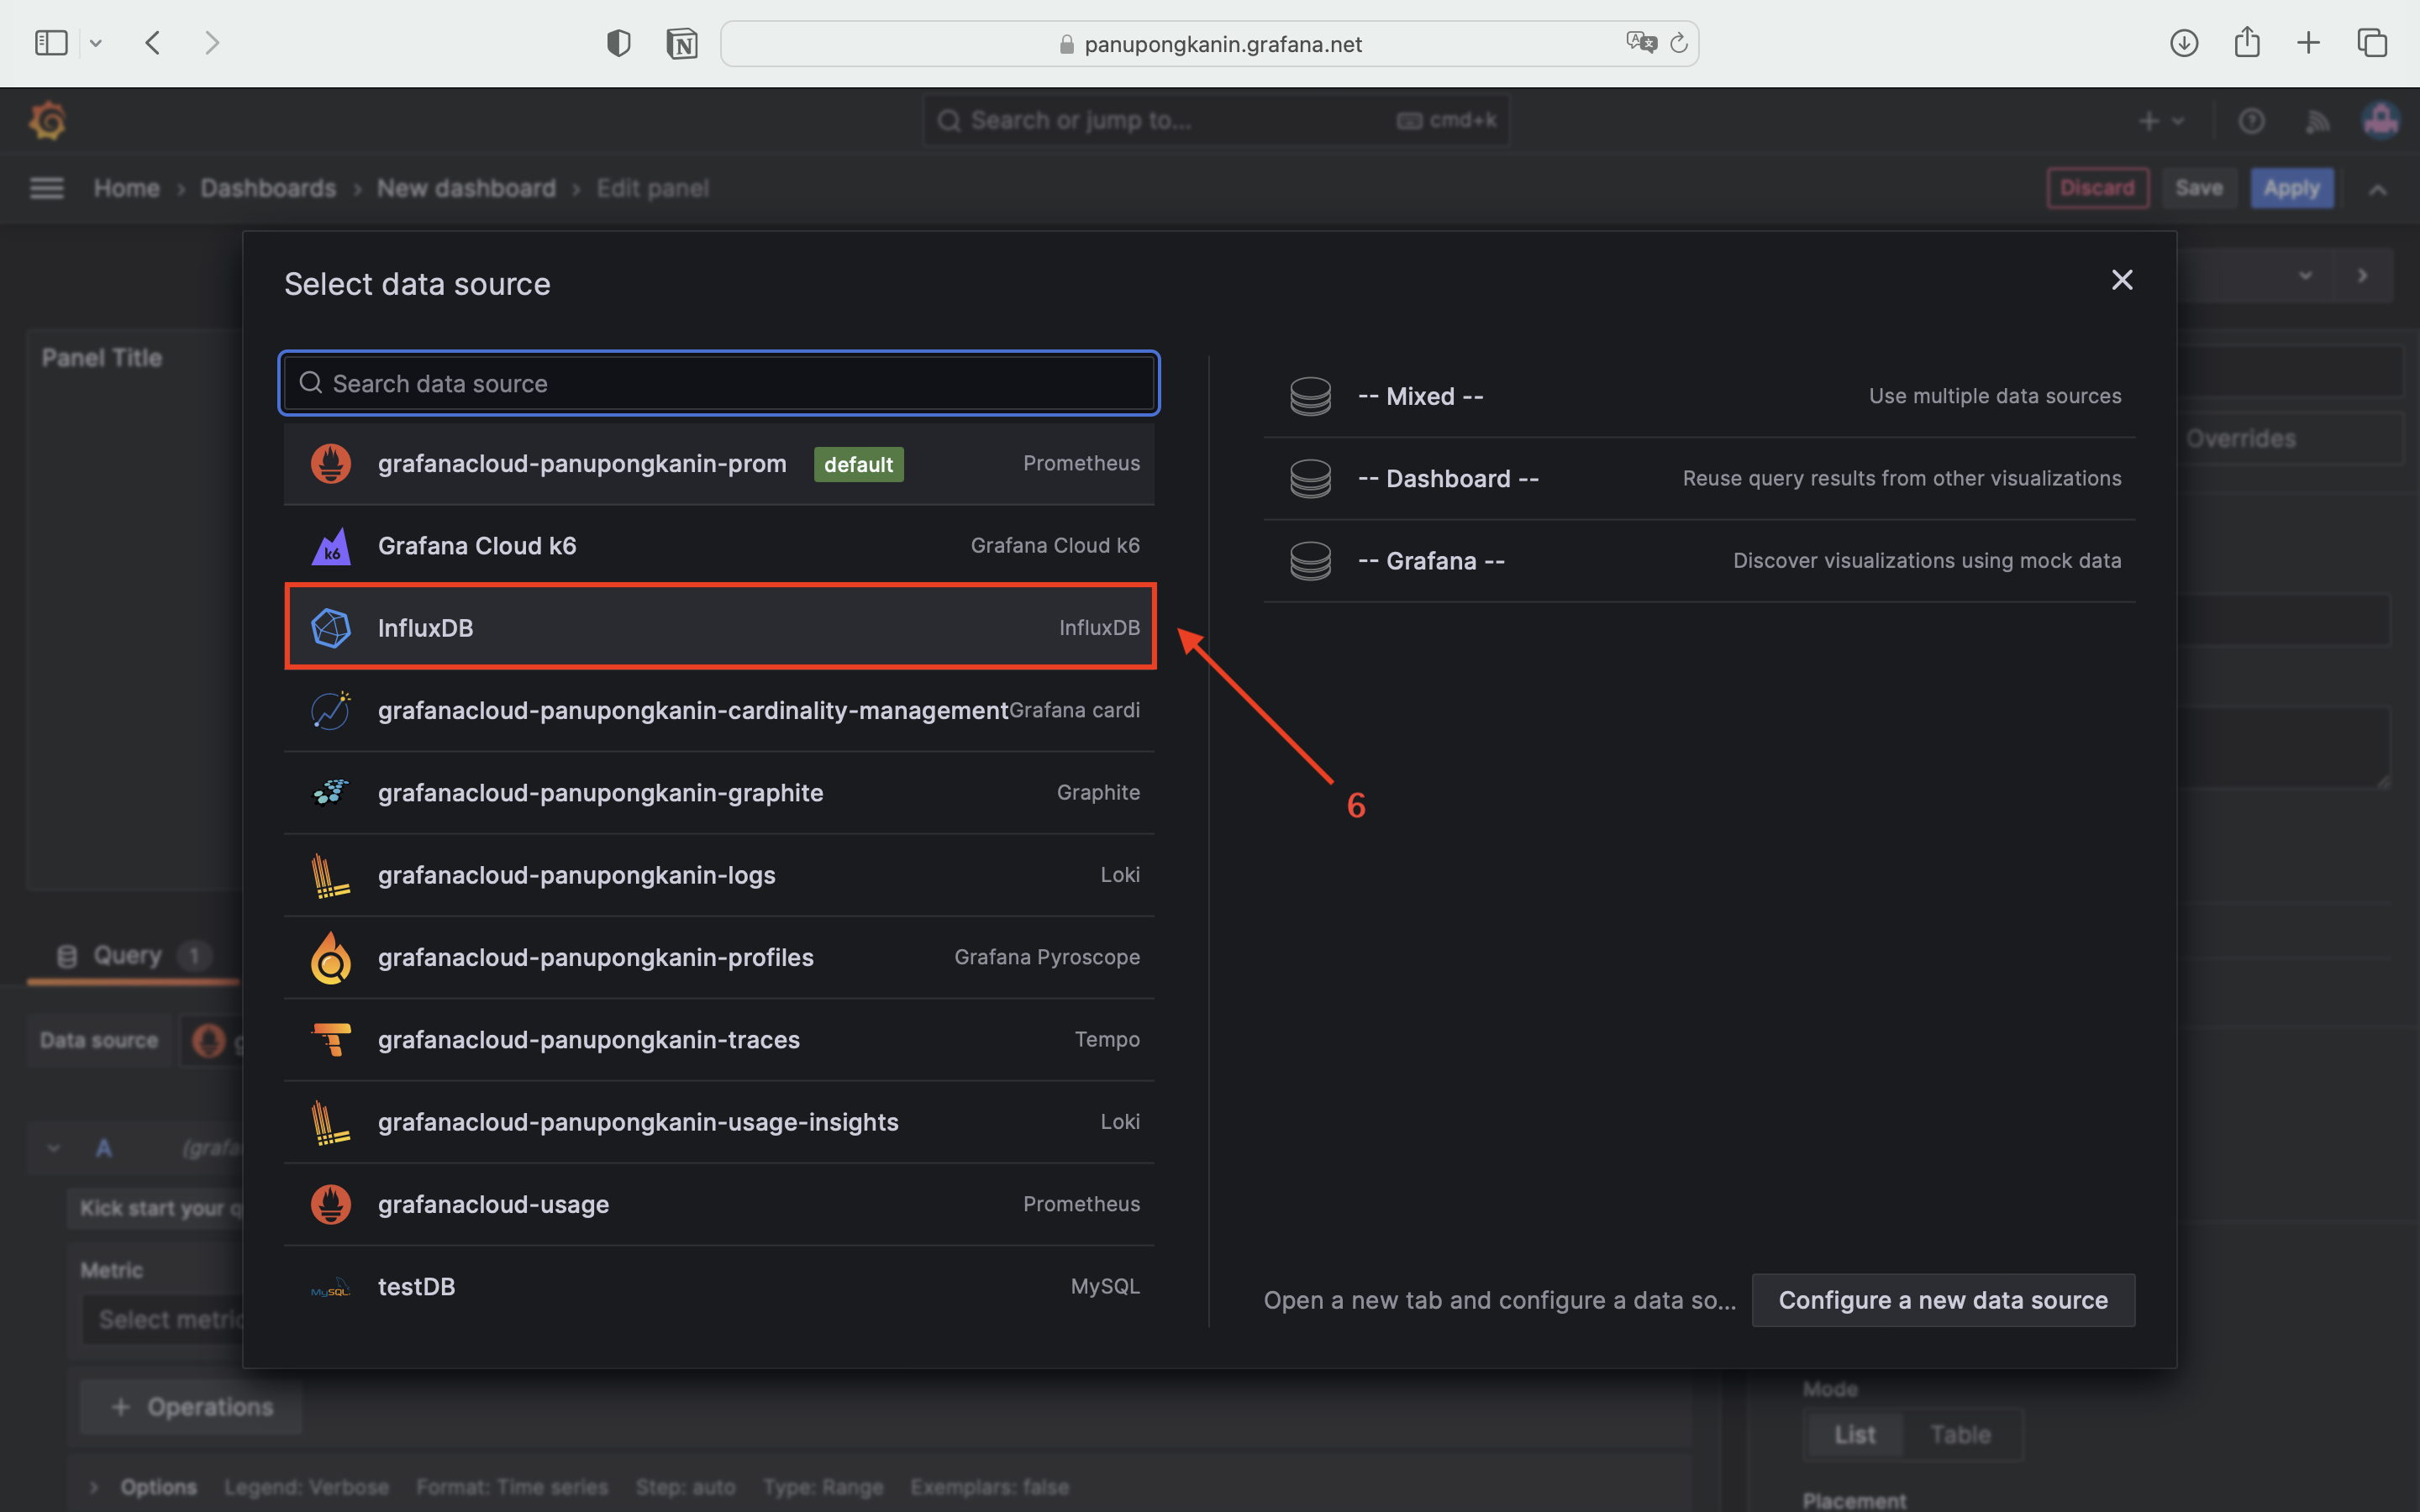 panupongkanin.grafana.net
Search or jump to...
cmd+k
Home › Dashboards › New dashboard › Edit panel
Discard
Save
Apply
Select data source
Panel Title
Search data source
grafanacloud-panupongkanin-prom default Prometheus
Grafana Cloud k6 Grafana Cloud k6
InfluxDB InfluxDB
grafanacloud-panupongkanin-cardinality-management Grafana cardi
grafanacloud-panupongkanin-graphite Graphite
grafanacloud-panupongkanin-logs Loki
grafanacloud-panupongkanin-profiles Grafana Pyroscope
grafanacloud-panupongkanin-traces Tempo
grafanacloud-panupongkanin-usage-insights Loki
grafanacloud-usage Prometheus
testDB MySQL
-- Mixed -- Use multiple data sources
-- Dashboard -- Reuse query results from other visualizations
-- Grafana -- Discover visualizations using mock data
6
Open a new tab and configure a data so... Configure a new data source
Overrides
Query 1
Data source
A (grafa
Kick start your q
Metric
Select metric
+ Operations
Options Legend: Verbose Format: Time series Step: auto Type: Range Exemplars: false
Mode
List Table
Placement